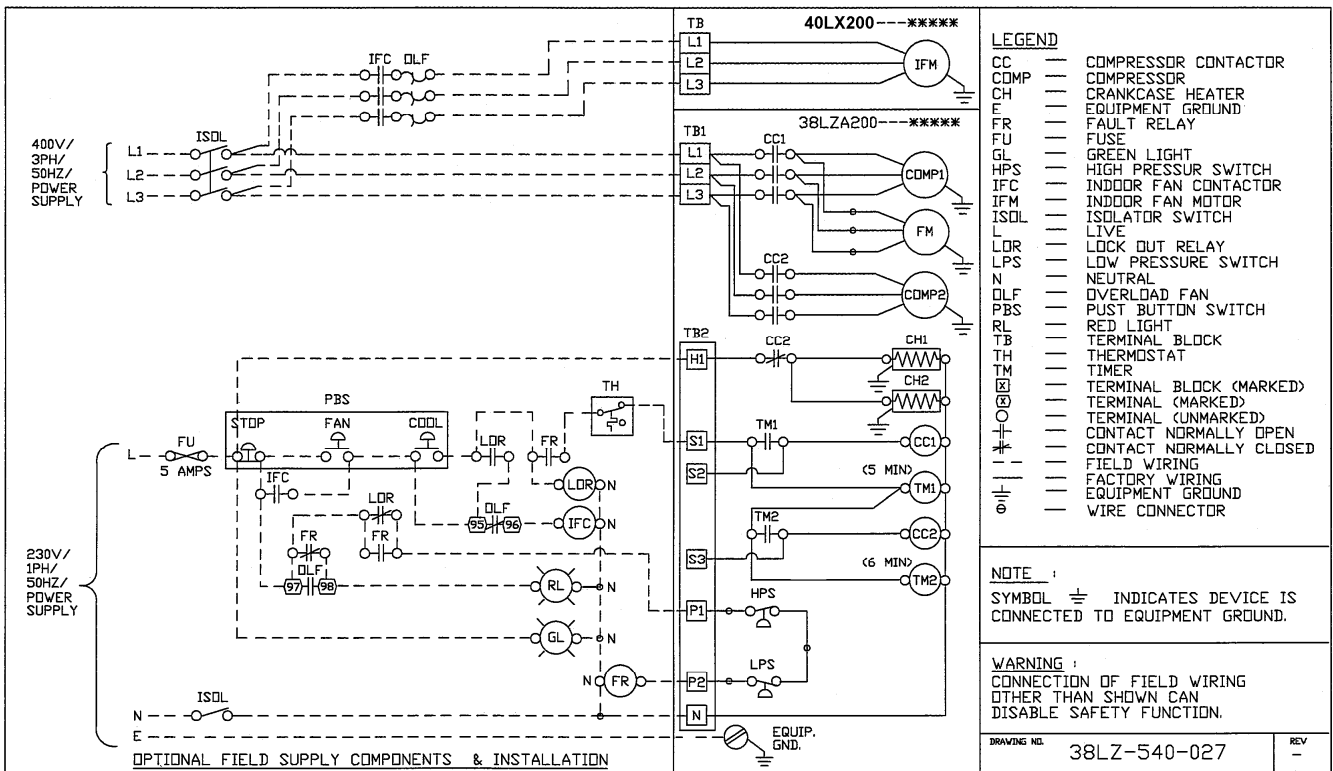 TB
40LX200---*****
L1
L2
L3
IFC OLF
IFM
ISOL
400V/
3PH/
50HZ/
POWER
SUPPLY
L1
L2
L3
TB1
38LZA200---*****
L1
L2
L3
CC1
COMP1
FM
CC2
COMP2
TB2
H1
CC2
CH1
CH2
PBS
STOP
FAN
COOL
TH
L
FU
5 AMPS
IFC
LOR
FR
LOR
N
S1
TM1
CC1
S2
(5 MIN)
TM1
OLF
95
96
IFC
N
LOR
FR
FR
OLF
97
98
TM2
CC2
S3
(6 MIN)
TM2
230V/
1PH/
50HZ/
POWER
SUPPLY
RL
N
P1
HPS
GL
N
N
FR
P2
LPS
ISOL
N
N
E
EQUIP.
GND.
OPTIONAL FIELD SUPPLY COMPONENTS & INSTALLATION
LEGEND
CC — COMPRESSOR CONTACTOR
COMP — COMPRESSOR
CH — CRANKCASE HEATER
E — EQUIPMENT GROUND
FR — FAULT RELAY
FU — FUSE
GL — GREEN LIGHT
HPS — HIGH PRESSUR SWITCH
IFC — INDOOR FAN CONTACTOR
IFM — INDOOR FAN MOTOR
ISOL — ISOLATOR SWITCH
L — LIVE
LOR — LOCK OUT RELAY
LPS — LOW PRESSURE SWITCH
N — NEUTRAL
OLF — OVERLOAD FAN
PBS — PUST BUTTON SWITCH
RL — RED LIGHT
TB — TERMINAL BLOCK
TH — THERMOSTAT
TM — TIMER
X — TERMINAL BLOCK (MARKED)
X — TERMINAL (MARKED)
— TERMINAL (UNMARKED)
— CONTACT NORMALLY OPEN
— CONTACT NORMALLY CLOSED
— FIELD WIRING
— FACTORY WIRING
— EQUIPMENT GROUND
— WIRE CONNECTOR
NOTE :
SYMBOL INDICATES DEVICE IS
CONNECTED TO EQUIPMENT GROUND.
WARNING :
CONNECTION OF FIELD WIRING
OTHER THAN SHOWN CAN
DISABLE SAFETY FUNCTION.
DRAWING NO.
38LZ-540-027
REV
-